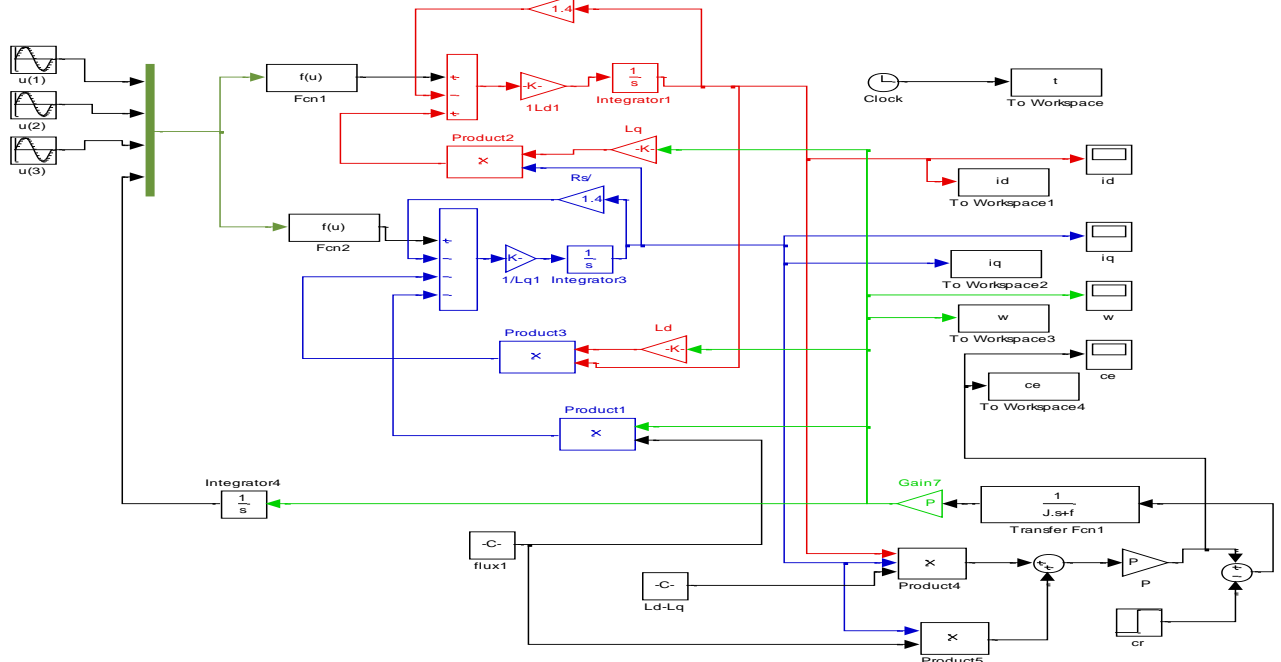 1.4
u(1)
f(u)
Fcn1
+
-
+
-K-
1Ld1
1
s
Integrator1
Clock
t
To Workspace
u(2)
u(3)
Product2
×
Lq
-K-
id
id
To Workspace1
Rs/
1.4
f(u)
Fcn2
+
-
-
-
K-
1/Lq1
1
s
Integrator3
iq
iq
To Workspace2
w
w
To Workspace3
Product3
×
Ld
-K-
ce
ce
To Workspace4
Product1
×
Integrator4
1
s
Gain7
P
1
J.s+f
Transfer Fcn1
-C-
flux1
-C-
Ld-Lq
×
Product4
+
+
P
P
+
-
cr
×
Product5